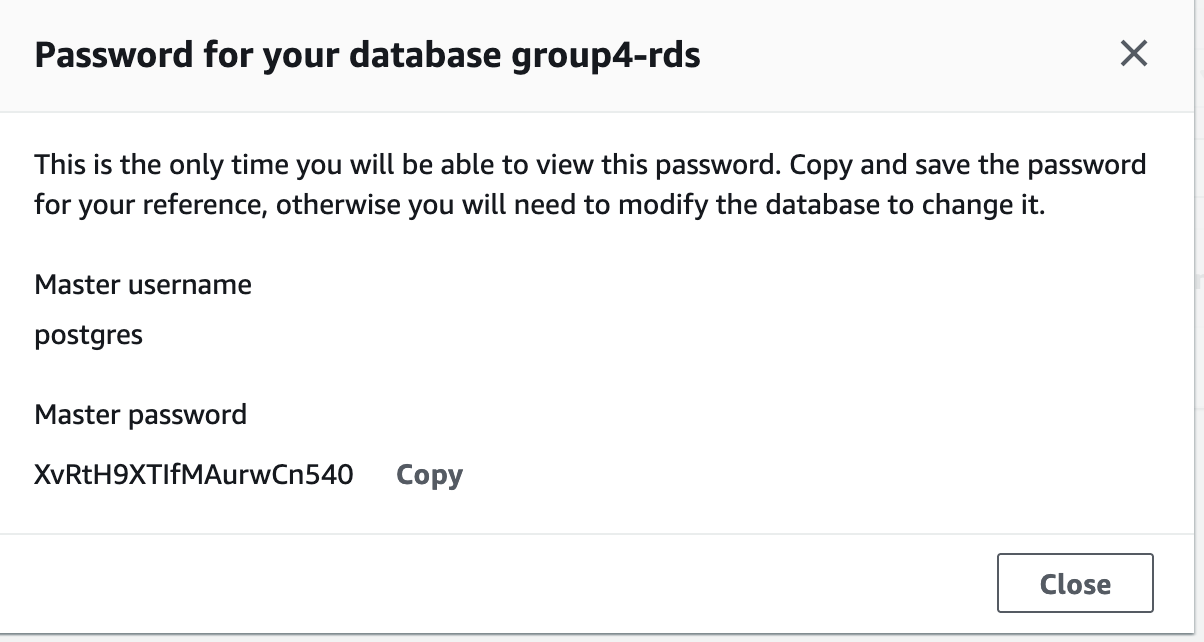 Password for your database group4-rds
This is the only time you will be able to view this password. Copy and save the password
for your reference, otherwise you will need to modify the database to change it.
Master username
postgres
Master password
XvRtH9XTIfMAurwCn540 Copy
Close